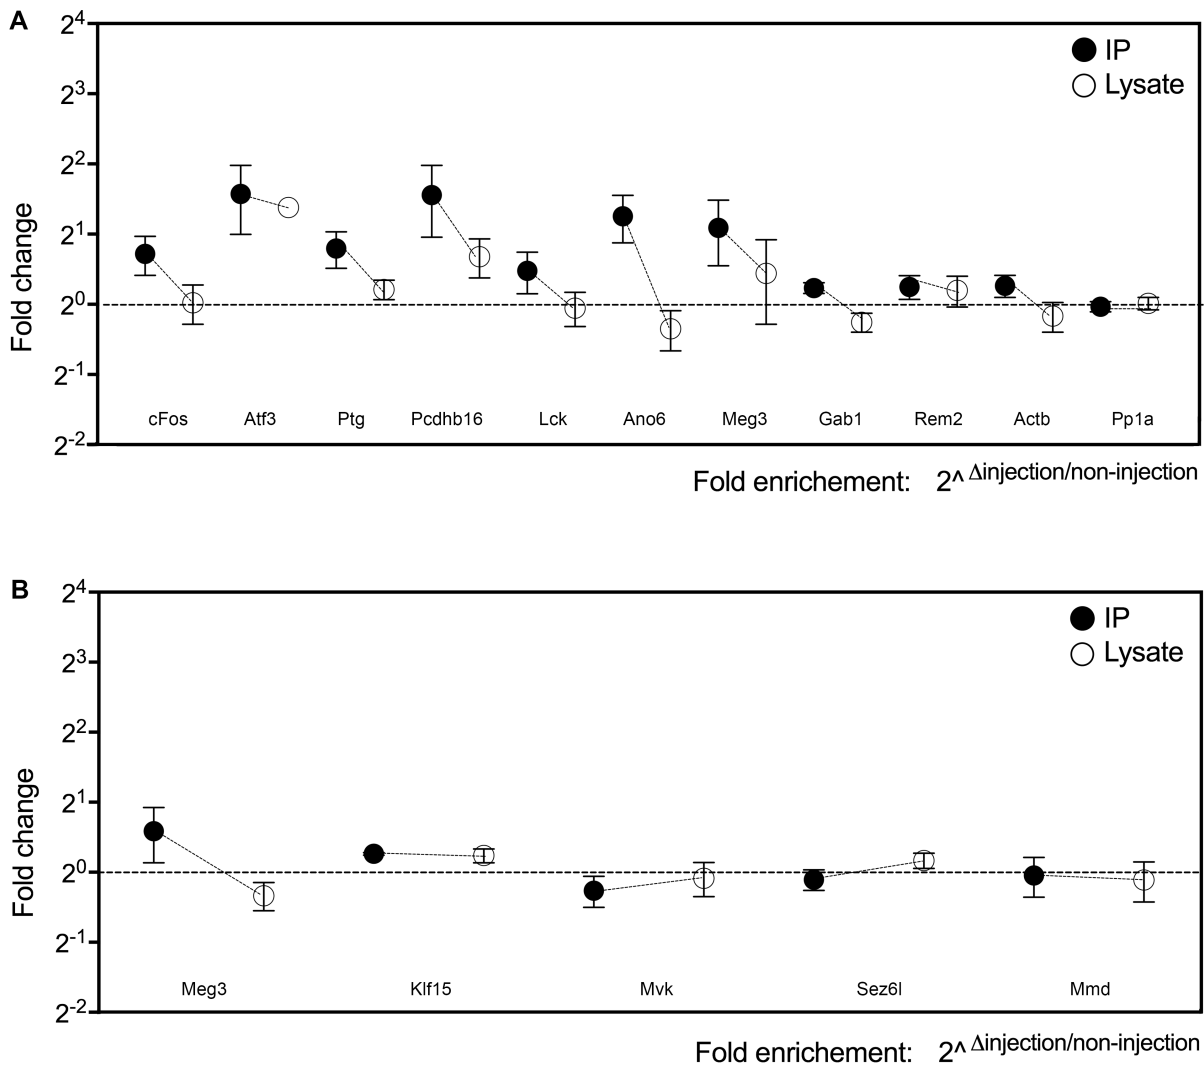 A
2^4
IP
Lysate
2^3
2^2
2^1
2^0
2^-1
2^-2
Fold change
cFos Atf3 Ptg Pcdhb16 Lck Ano6 Meg3 Gab1 Rem2 Actb Pp1a
Fold enrichement: 2^ Δinjection/non-injection
B
2^4
IP
Lysate
2^3
2^2
2^1
2^0
2^-1
2^-2
Fold change
Meg3 Klf15 Mvk Sez6l Mmd
Fold enrichement: 2^ Δinjection/non-injection